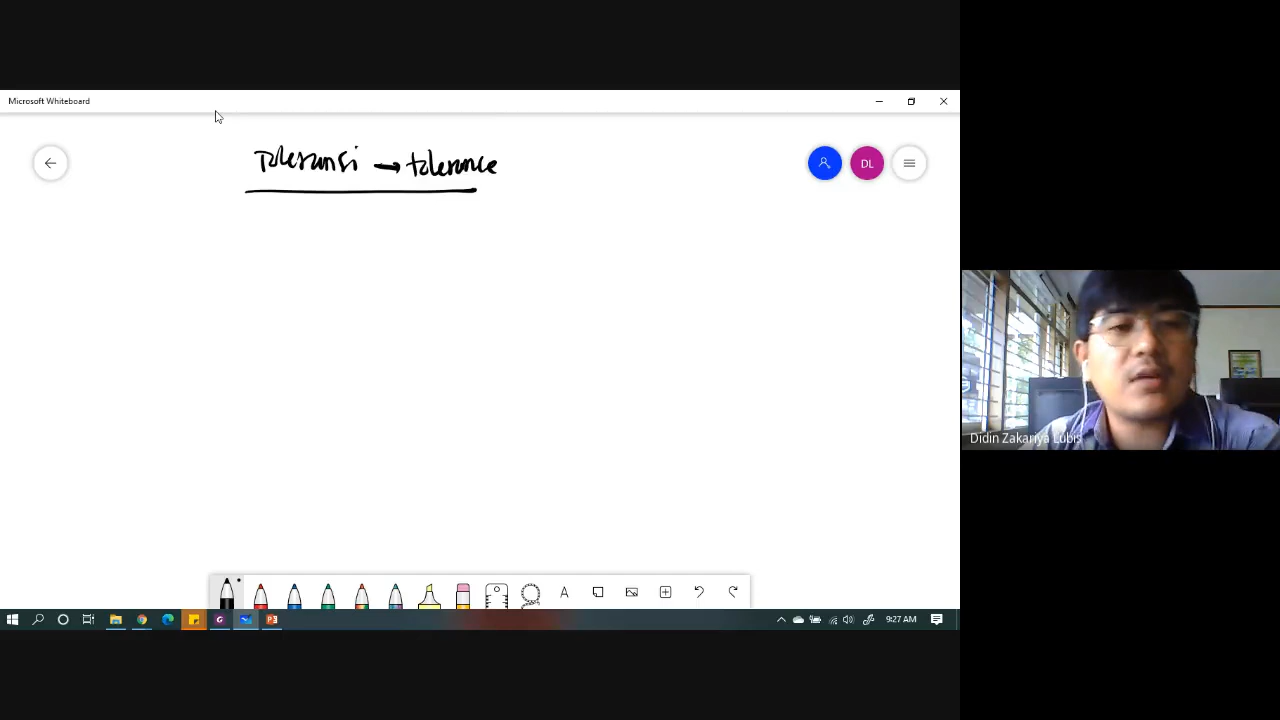 Microsoft Whiteboard
Toleransi → tolerance
DL
A
Didin Zakariya Lubis
9:27 AM